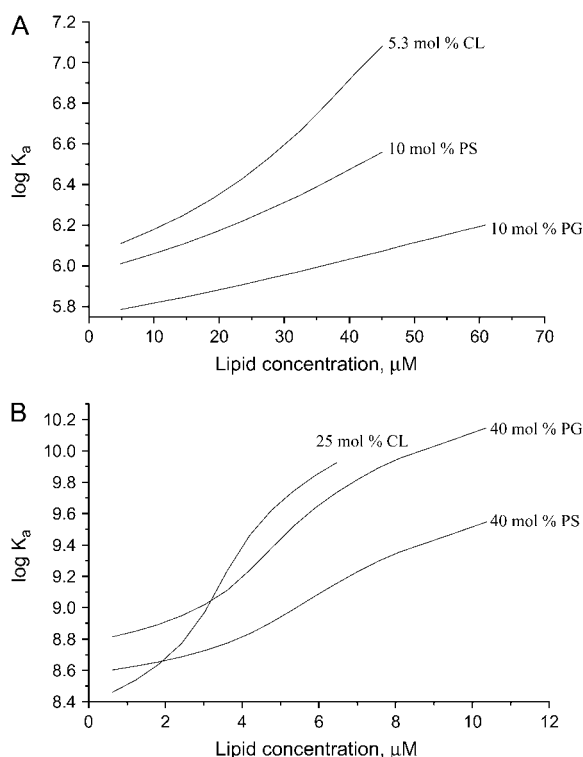 A
7.2
7.0
6.8
6.6
6.4
6.2
6.0
5.8
log Ka
5.3 mol % CL
10 mol % PS
10 mol % PG
0 10 20 30 40 50 60 70
Lipid concentration, μM
B
10.2
10.0
9.8
9.6
9.4
9.2
9.0
8.8
8.6
8.4
log Ka
25 mol % CL
40 mol % PG
40 mol % PS
0 2 4 6 8 10 12
Lipid concentration, μM